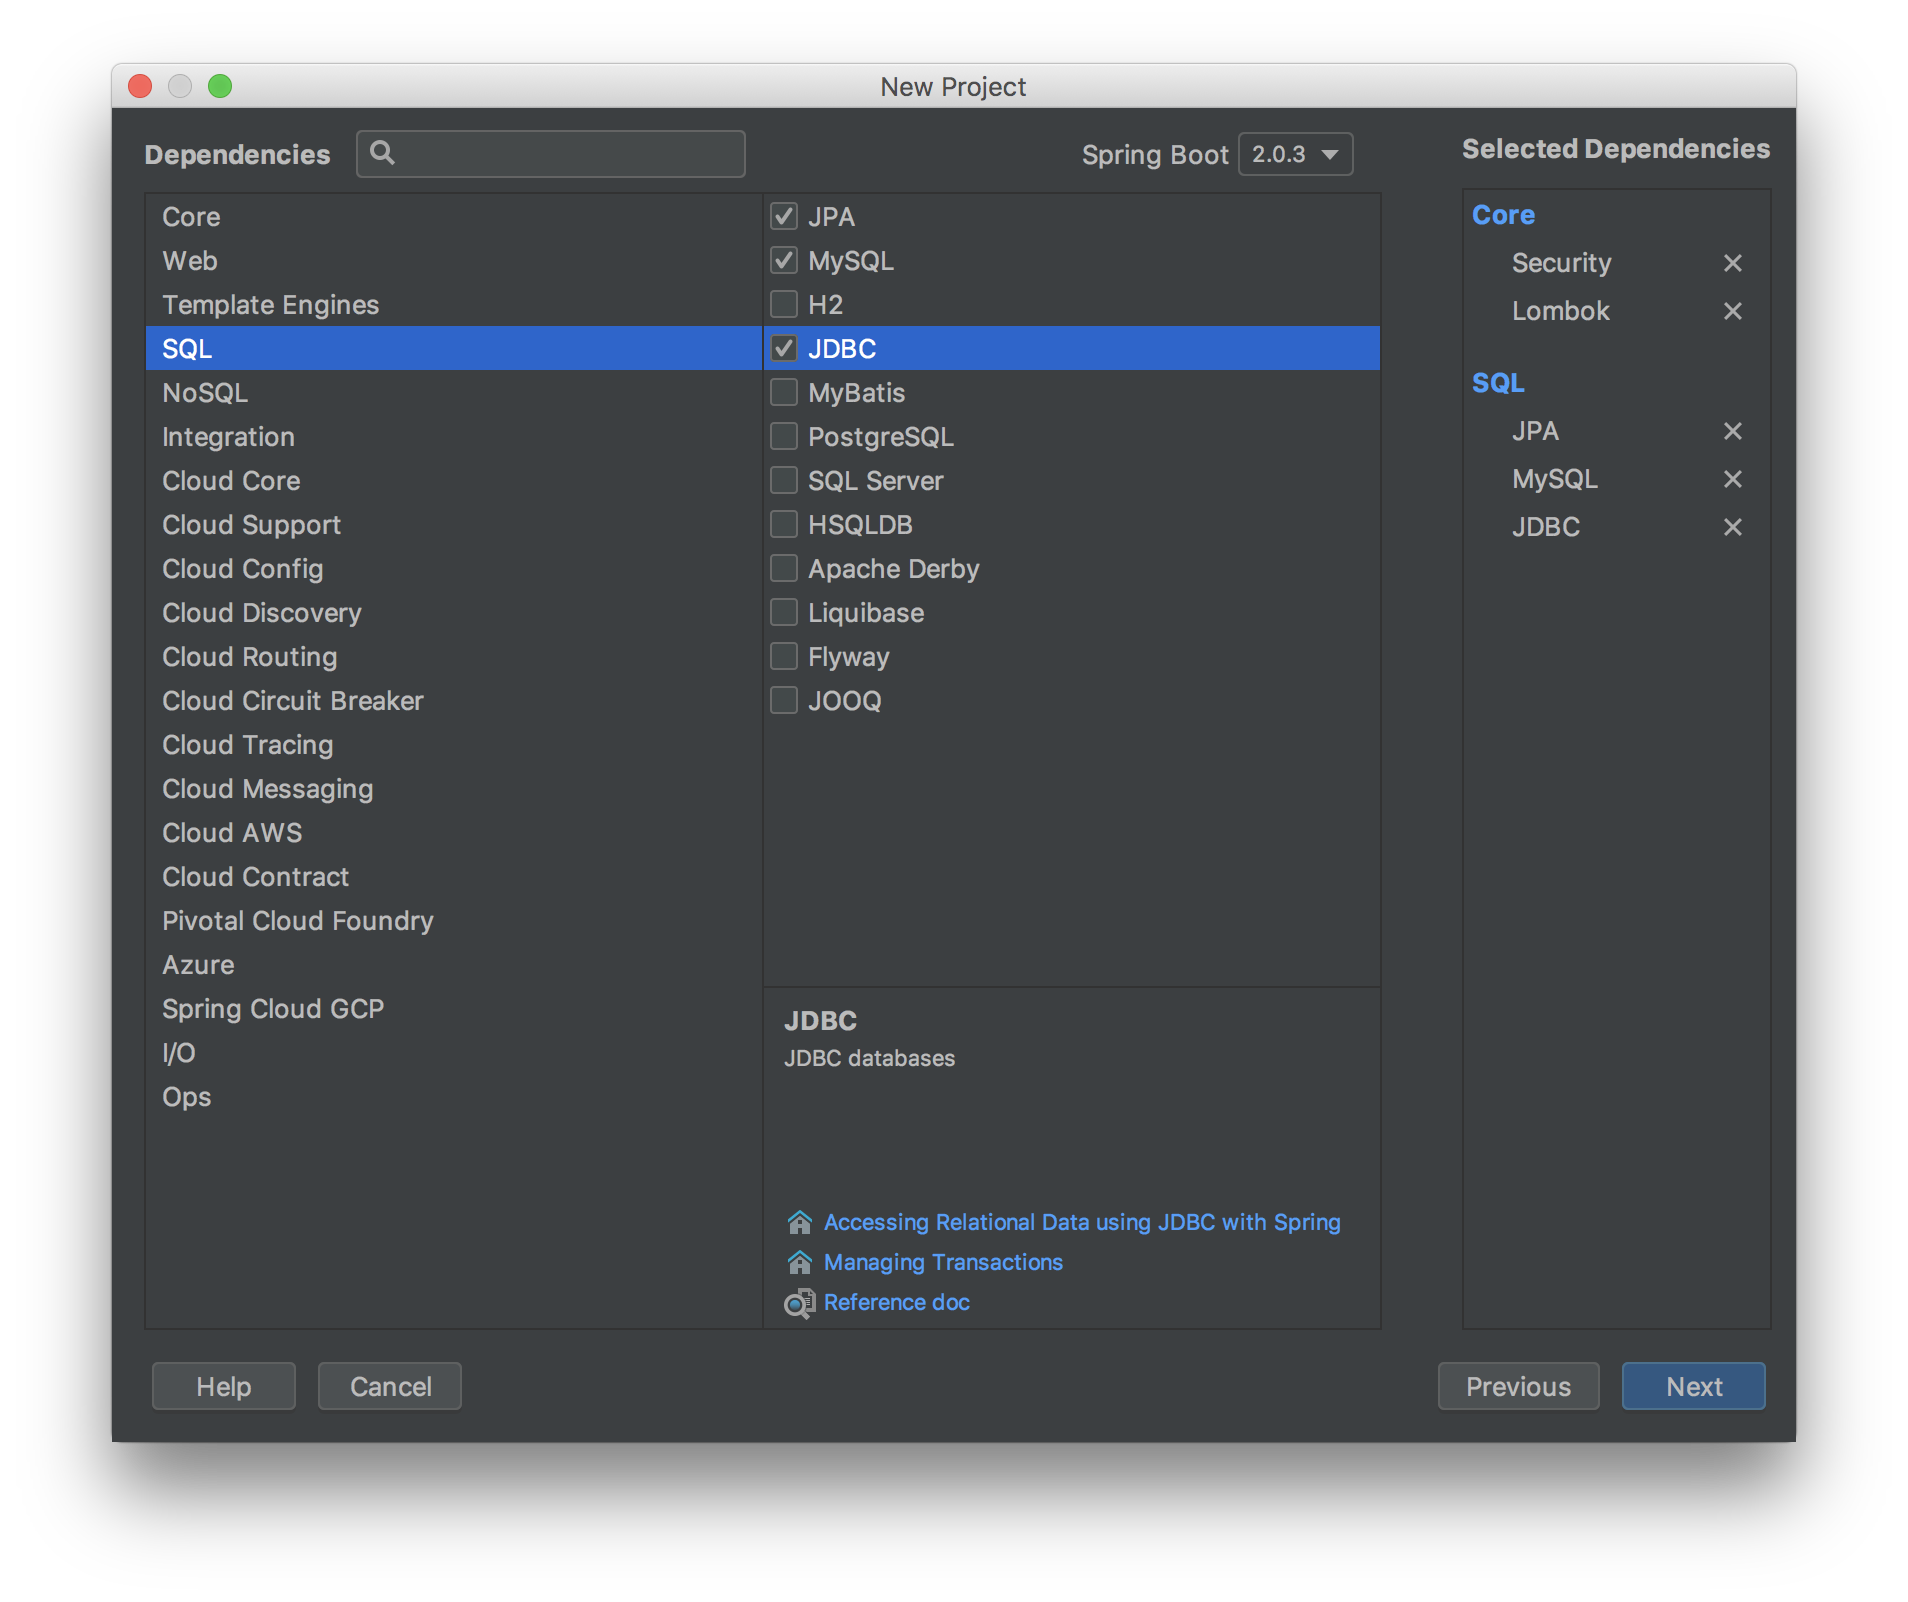 New Project
Dependencies
Spring Boot 2.0.3
Selected Dependencies
Core
Web
Template Engines
SQL
NoSQL
Integration
Cloud Core
Cloud Support
Cloud Config
Cloud Discovery
Cloud Routing
Cloud Circuit Breaker
Cloud Tracing
Cloud Messaging
Cloud AWS
Cloud Contract
Pivotal Cloud Foundry
Azure
Spring Cloud GCP
I/O
Ops
JPA
MySQL
H2
JDBC
MyBatis
PostgreSQL
SQL Server
HSQLDB
Apache Derby
Liquibase
Flyway
JOOQ
JDBC
JDBC databases
Accessing Relational Data using JDBC with Spring
Managing Transactions
Reference doc
Core
Security
Lombok
SQL
JPA
MySQL
JDBC
Help
Cancel
Previous
Next